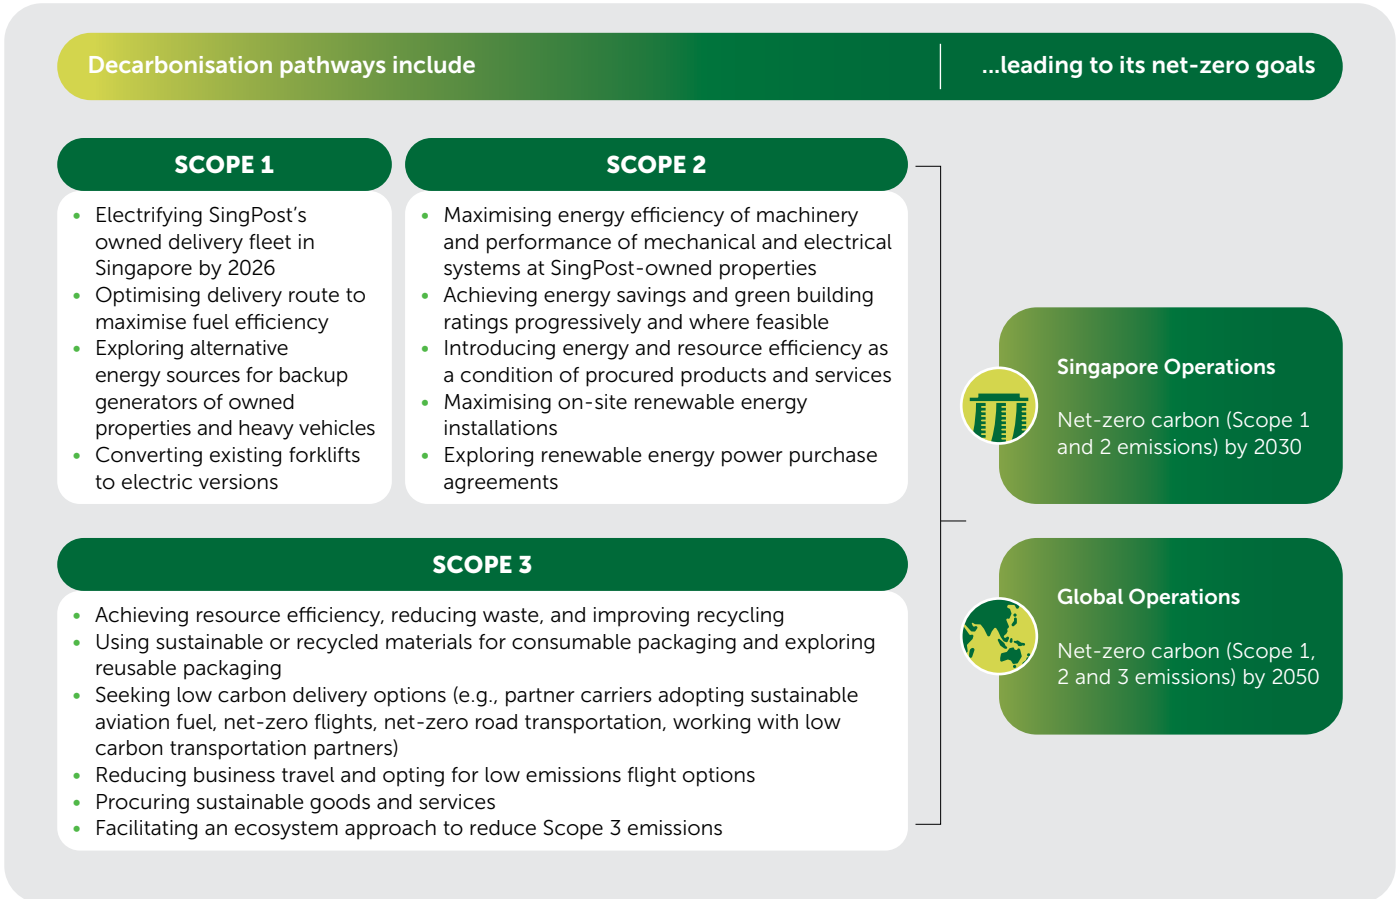 Decarbonisation pathways include
...leading to its net-zero goals
SCOPE 1
• Electrifying SingPost's
owned delivery fleet in
Singapore by 2026
• Optimising delivery route to
maximise fuel efficiency
• Exploring alternative
energy sources for backup
generators of owned
properties and heavy vehicles
• Converting existing forklifts
to electric versions
SCOPE 2
• Maximising energy efficiency of machinery
and performance of mechanical and electrical
systems at SingPost-owned properties
• Achieving energy savings and green building
ratings progressively and where feasible
• Introducing energy and resource efficiency as
a condition of procured products and services
• Maximising on-site renewable energy
installations
• Exploring renewable energy power purchase
agreements
SCOPE 3
• Achieving resource efficiency, reducing waste, and improving recycling
• Using sustainable or recycled materials for consumable packaging and exploring
reusable packaging
• Seeking low carbon delivery options (e.g., partner carriers adopting sustainable
aviation fuel, net-zero flights, net-zero road transportation, working with low
carbon transportation partners)
• Reducing business travel and opting for low emissions flight options
• Procuring sustainable goods and services
• Facilitating an ecosystem approach to reduce Scope 3 emissions
Singapore Operations
Net-zero carbon (Scope 1
and 2 emissions) by 2030
Global Operations
Net-zero carbon (Scope 1,
2 and 3 emissions) by 2050